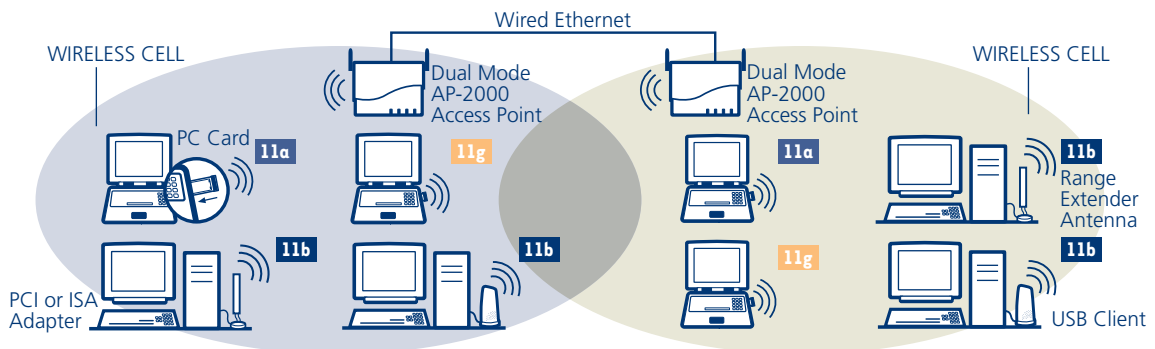 Wired Ethernet
WIRELESS CELL
WIRELESS CELL
Dual Mode
AP-2000
Access Point
Dual Mode
AP-2000
Access Point
PC Card
11a
11g
11a
11b
Range
Extender
Antenna
11b
11b
11g
11b
PCI or ISA
Adapter
USB Client